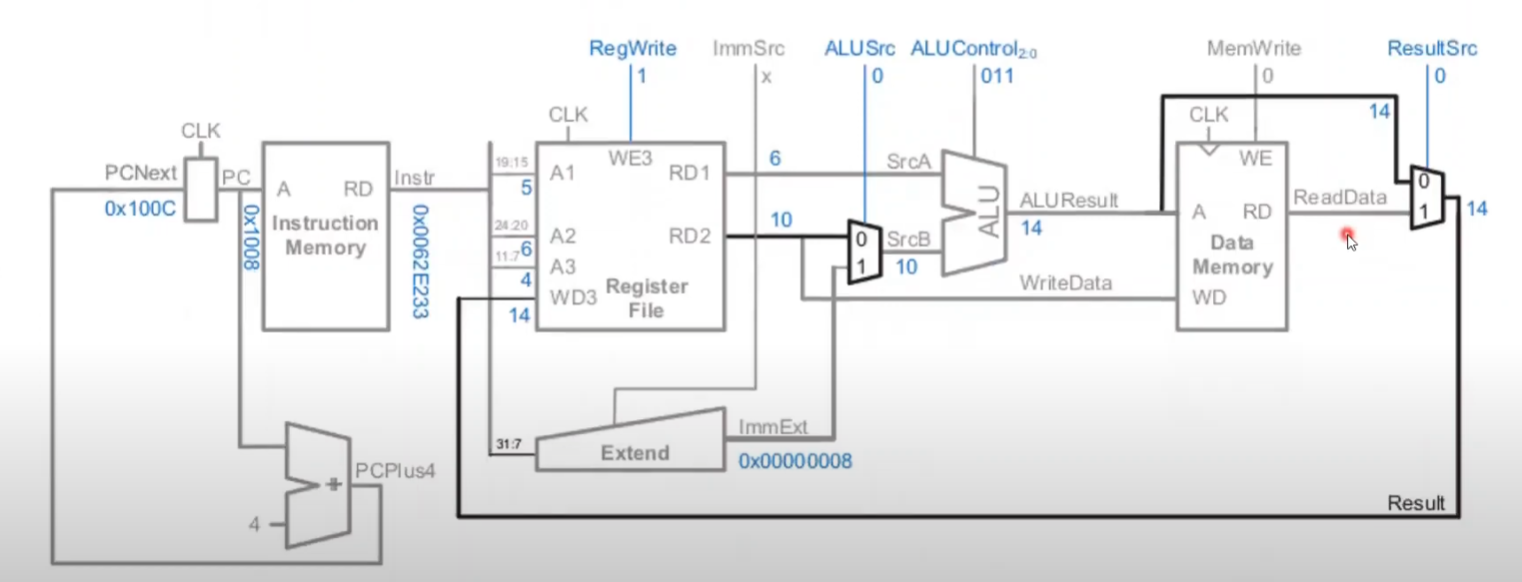 RegWrite ImmSrc ALUSrc ALUControl2:0 MemWrite ResultSrc
1 x 0 011 0 0
CLK CLK CLK 14
PCNext PC Instr
0x100C 0x1008 0x0062E233
A RD
Instruction
Memory
19:15 5
24:20 6
11:7 4
14
A1 WE3 RD1
A2 RD2
A3
WD3
Register
File
6 SrcA
10
0
1
SrcB
10
ALU
ALUResult
14
WriteData
WE
A RD
Data
Memory
WD
ReadData
0
1
14
31:7
Extend
ImmExt
0x00000008
PCPlus4
+
4
Result